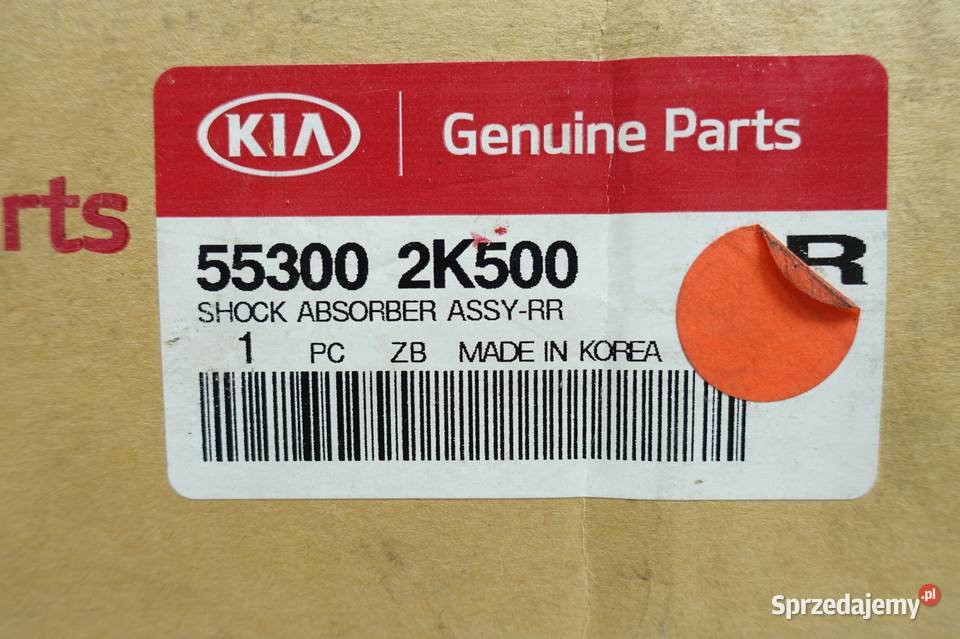 KIA Genuine Parts
rts
55300 2K500 R
SHOCK ABSORBER ASSY-RR
1 PC ZB MADE IN KOREA
Sprzedajemy.pl